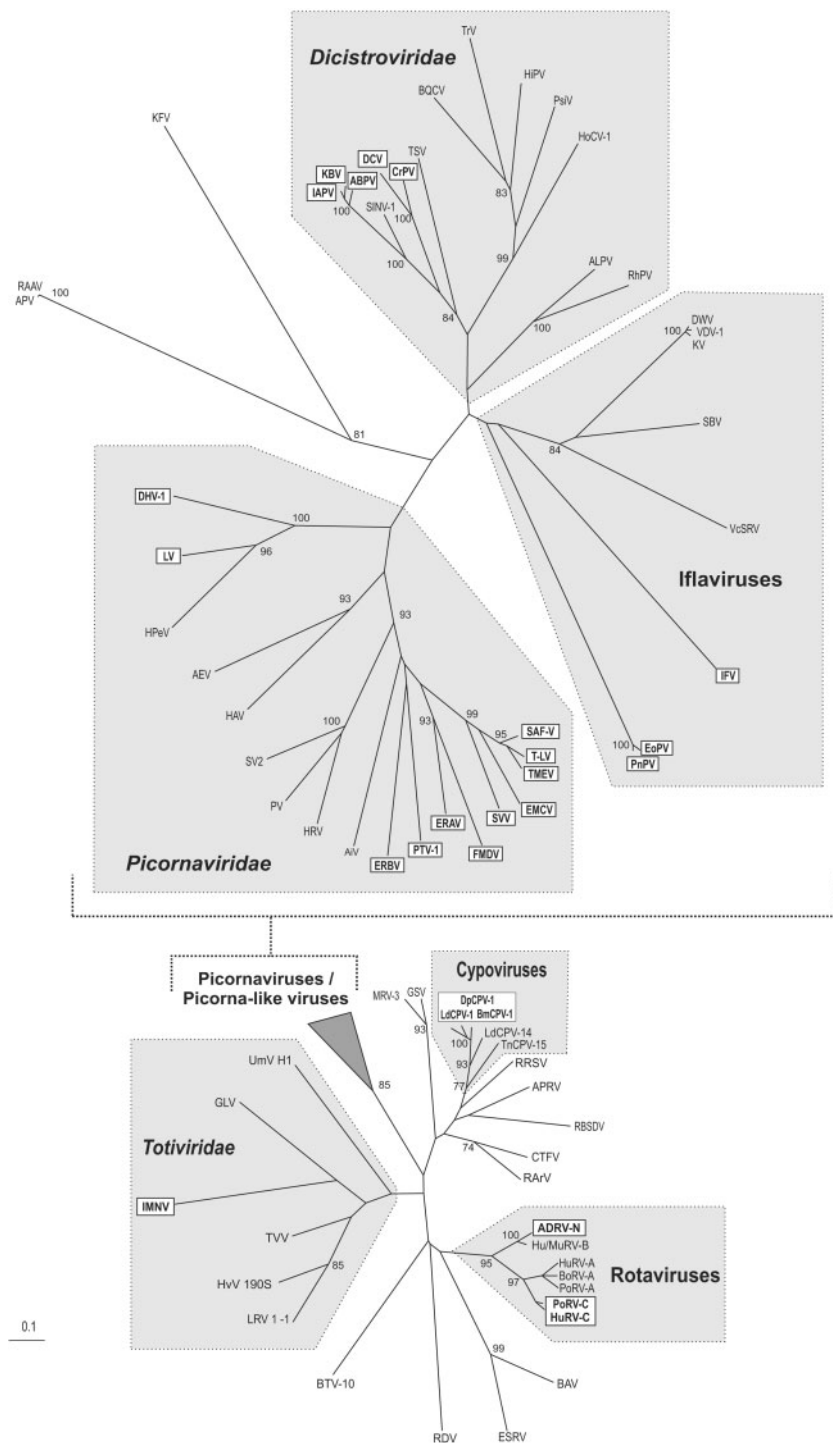 TrV
Dicistroviridae
HiPV
BQCV
PsiV
KFV
HoCV-1
TSV
DCV
CrPV
KBV
ABPV
IAPV
83
100
SINV-1
100
100
99
ALPV
RhPV
RAAV
100
APV
84
100
DWV
100
VDV-1
KV
81
SBV
84
DHV-1
100
VcSRV
LV
96
Iflaviruses
93
93
HPeV
AEV
IFV
HAV
99
SAF-V
100
93
95
T-LV
100
EoPV
SV2
TMEV
PnPV
PV
EMCV
SVV
HRV
ERAV
AiV
PTV-1
FMDV
Picornaviridae
ERBV
Cypoviruses
Picornaviruses /
Picorna-like viruses
MRV-3
GSV
DpCPV-1
LdCPV-1 BmCPV-1
93
100
LdCPV-14
TnCPV-15
UmV H1
93
RRSV
85
77
APRV
GLV
RBSDV
Totiviridae
74
CTFV
RArV
IMNV
ADRV-N
100
Hu/MuRV-B
TVV
95
HuRV-A
BoRV-A
Rotaviruses
85
97
PoRV-A
HvV 190S
PoRV-C
HuRV-C
LRV 1 -1
0.1
99
BTV-10
BAV
RDV
ESRV